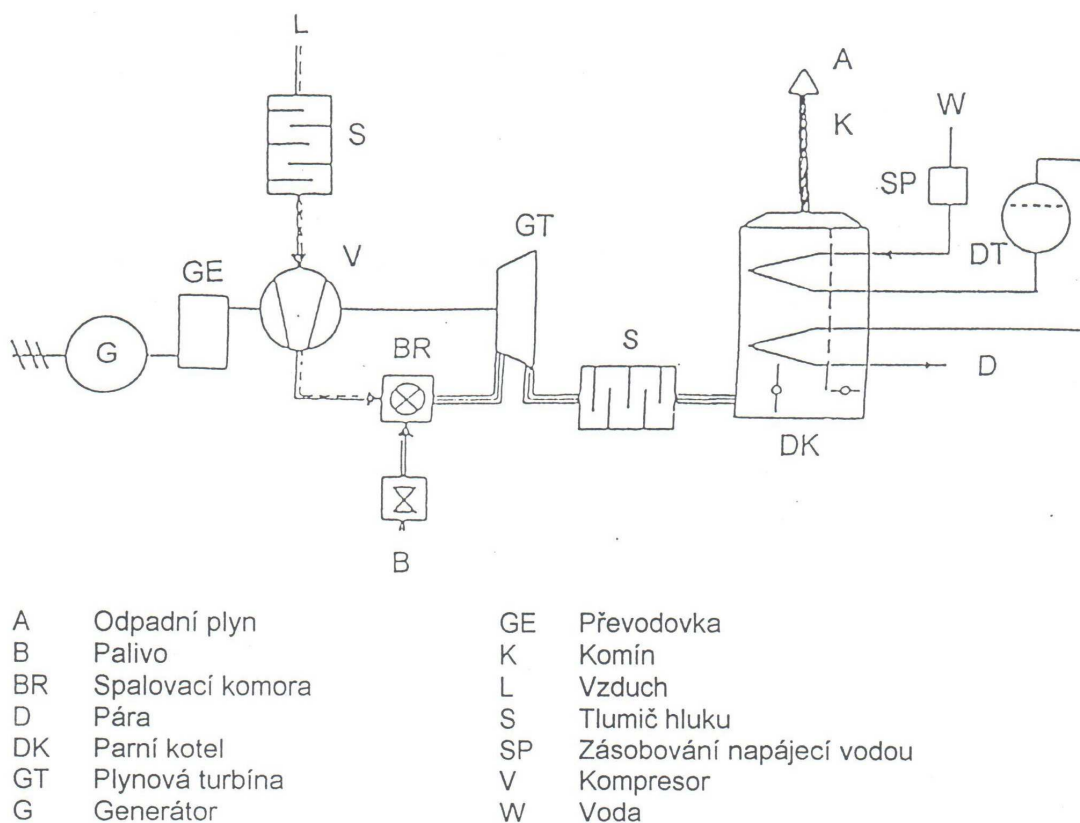 L
A
K
W
S
SP
GT
V
DT
GE
G
BR
S
D
DK
B
A Odpadní plyn
B Palivo
BR Spalovací komora
D Pára
DK Parní kotel
GT Plynová turbína
G Generátor
GE Převodovka
K Komín
L Vzduch
S Tlumič hluku
SP Zásobování napájecí vodou
V Kompresor
W Voda